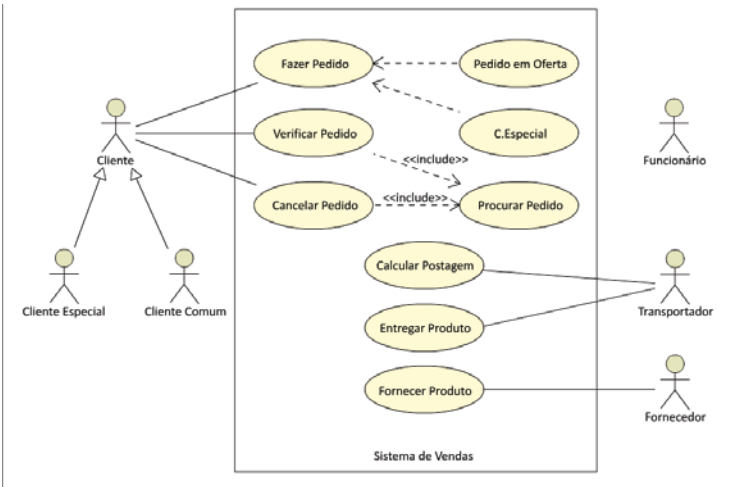 Fazer Pedido
Pedido em Oferta
Verificar Pedido
C.Especial
Cliente
Funcionário
<<include>>
<<include>>
Cancelar Pedido
Procurar Pedido
Calcular Postagem
Cliente Especial
Cliente Comum
Transportador
Entregar Produto
Fornecer Produto
Fornecedor
Sistema de Vendas